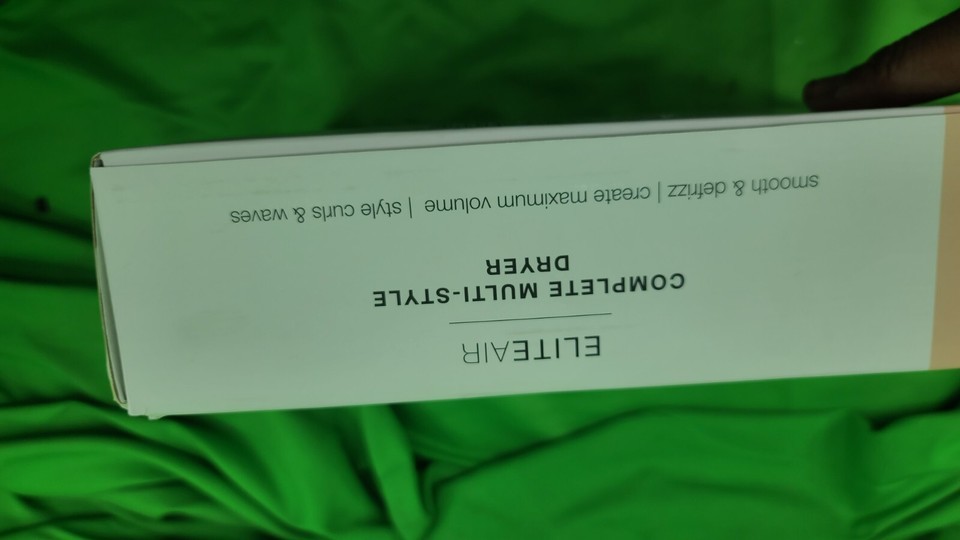 ELITEAIR
COMPLETE MULTI-STYLE
DRYER
smooth & defrizz | create maximum volume | style curls & waves